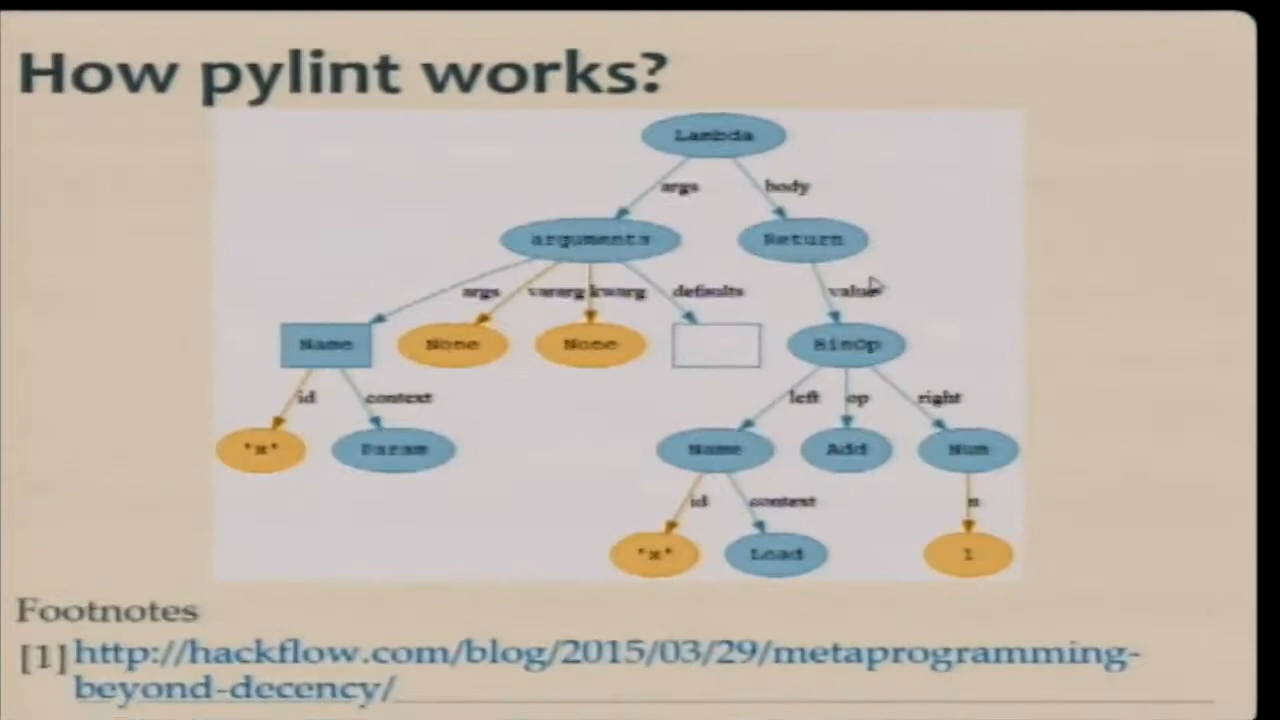 How pylint works?
Lambda
args body
arguments Return
args vararg kwarg defaults value
Name None None BinOp
id context left op right
'x' Param Name Add Num
id context n
'x' Load 1
Footnotes
[1] http://hackflow.com/blog/2015/03/29/metaprogramming-
beyond-decency/